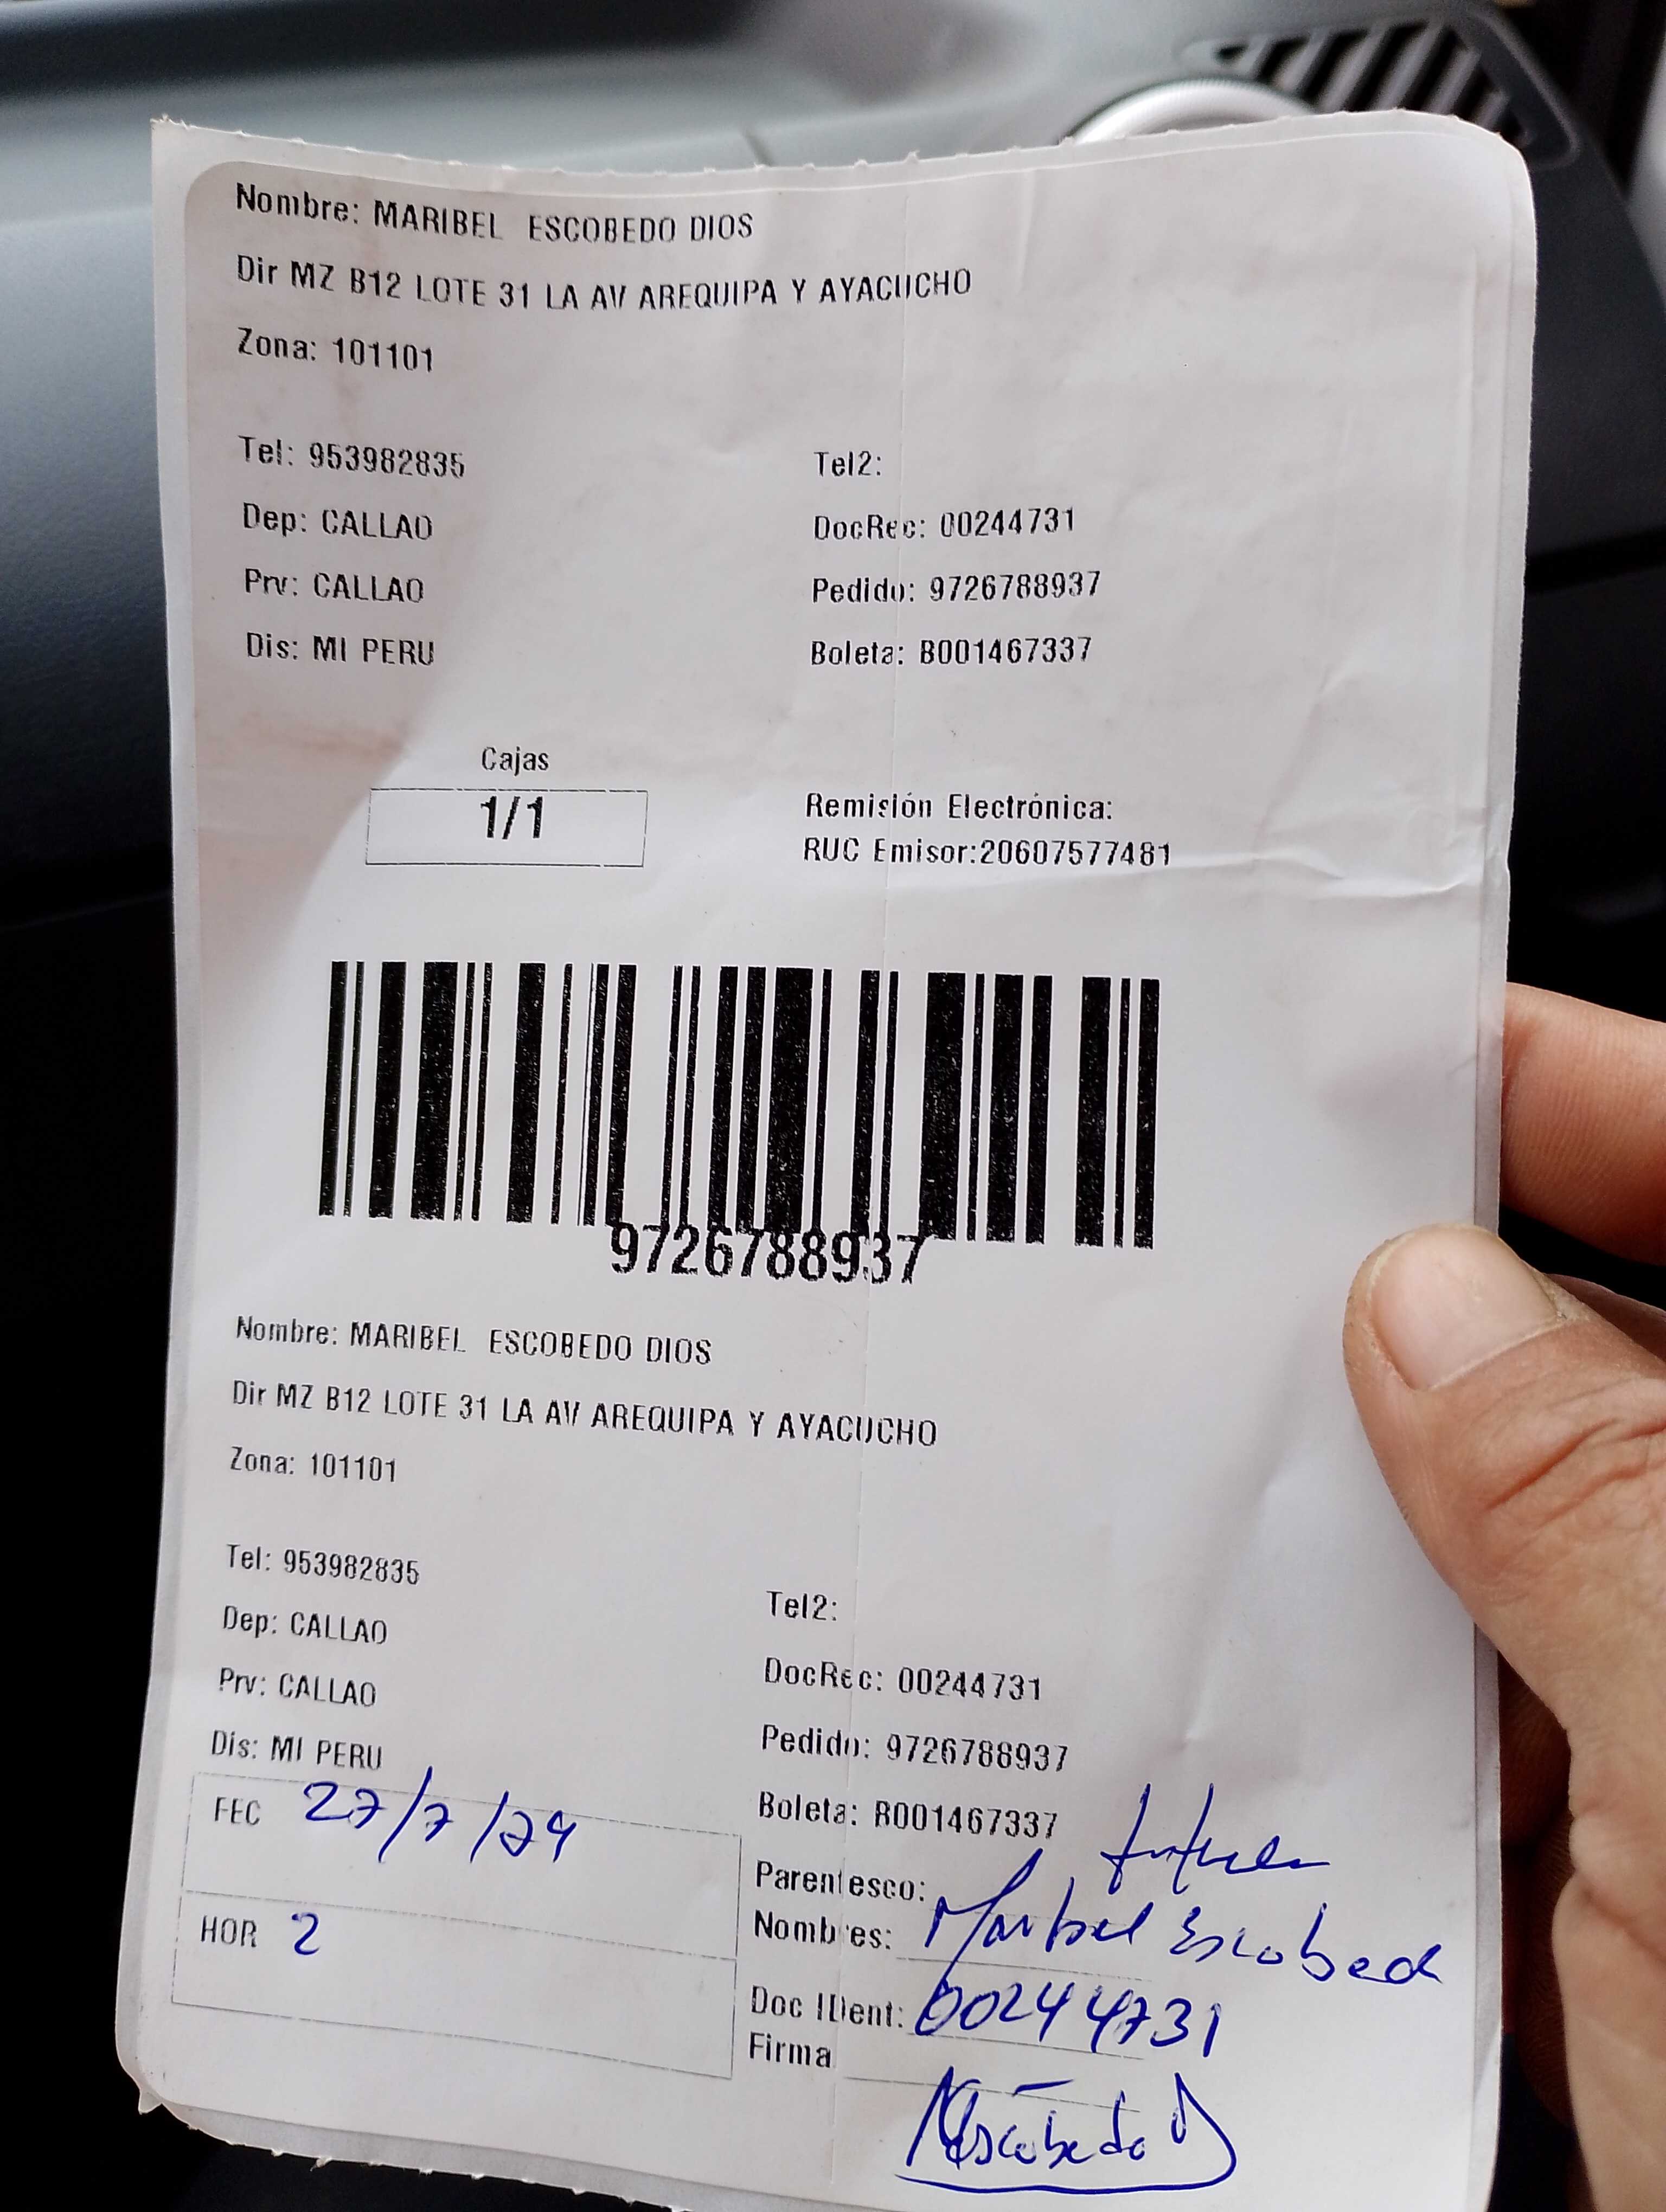 Nombre: MARIBEL ESCOBEDO DIOS
Dir MZ B12 LOTE 31 LA AV AREQUIPA Y AYACUCHO
Zona: 101101
Tel: 953982835
Tel2:
Dep: CALLAO
DocRec: 00244731
Prv: CALLAO
Pedido: 9726788937
Dis: MI PERU
Boleta: B001467337
Cajas
1/1
Remisión Electrónica:
RUC Emisor:20607577481
9726788937
Nombre: MARIBEL ESCOBEDO DIOS
Dir MZ B12 LOTE 31 LA AV AREQUIPA Y AYACUCHO
Zona: 101101
Tel: 953982835
Tel2:
Dep: CALLAO
DocRec: 00244731
Prv: CALLAO
Pedido: 9726788937
Dis: MI PERU
Boleta: B001467337
FEC 27/7/24
Parentesco:
HOR 2
Nombres: Maribel Escobed
Doc IDent: 00244731
Firma
MEscobedo D